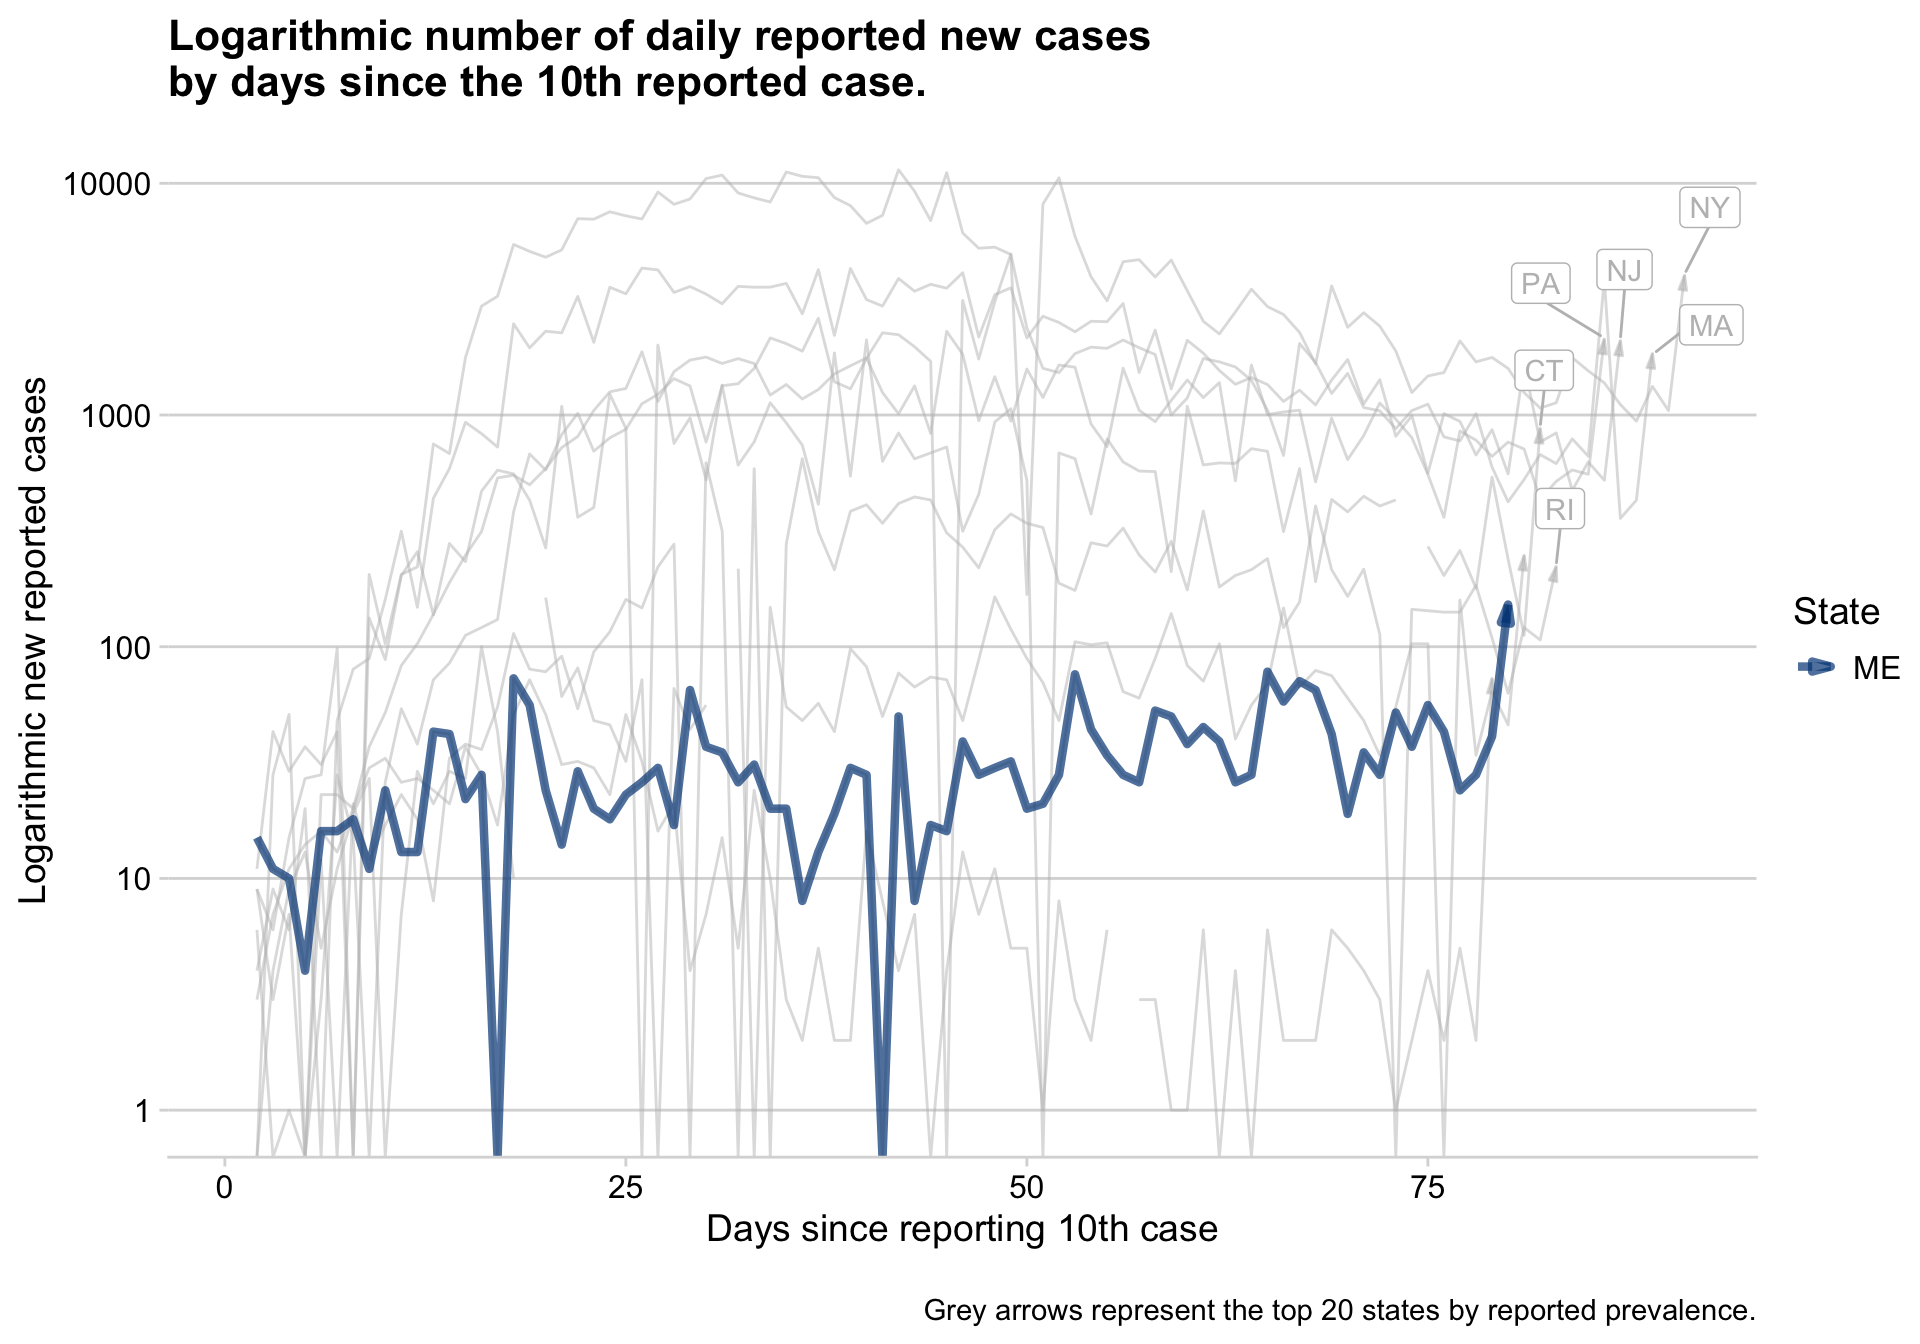 Logarithmic number of daily reported new cases
by days since the 10th reported case.
Logarithmic new reported cases
10000
1000
100
10
1
NY
NJ
PA
MA
CT
RI
State
ME
0
25
50
75
Days since reporting 10th case
Grey arrows represent the top 20 states by reported prevalence.